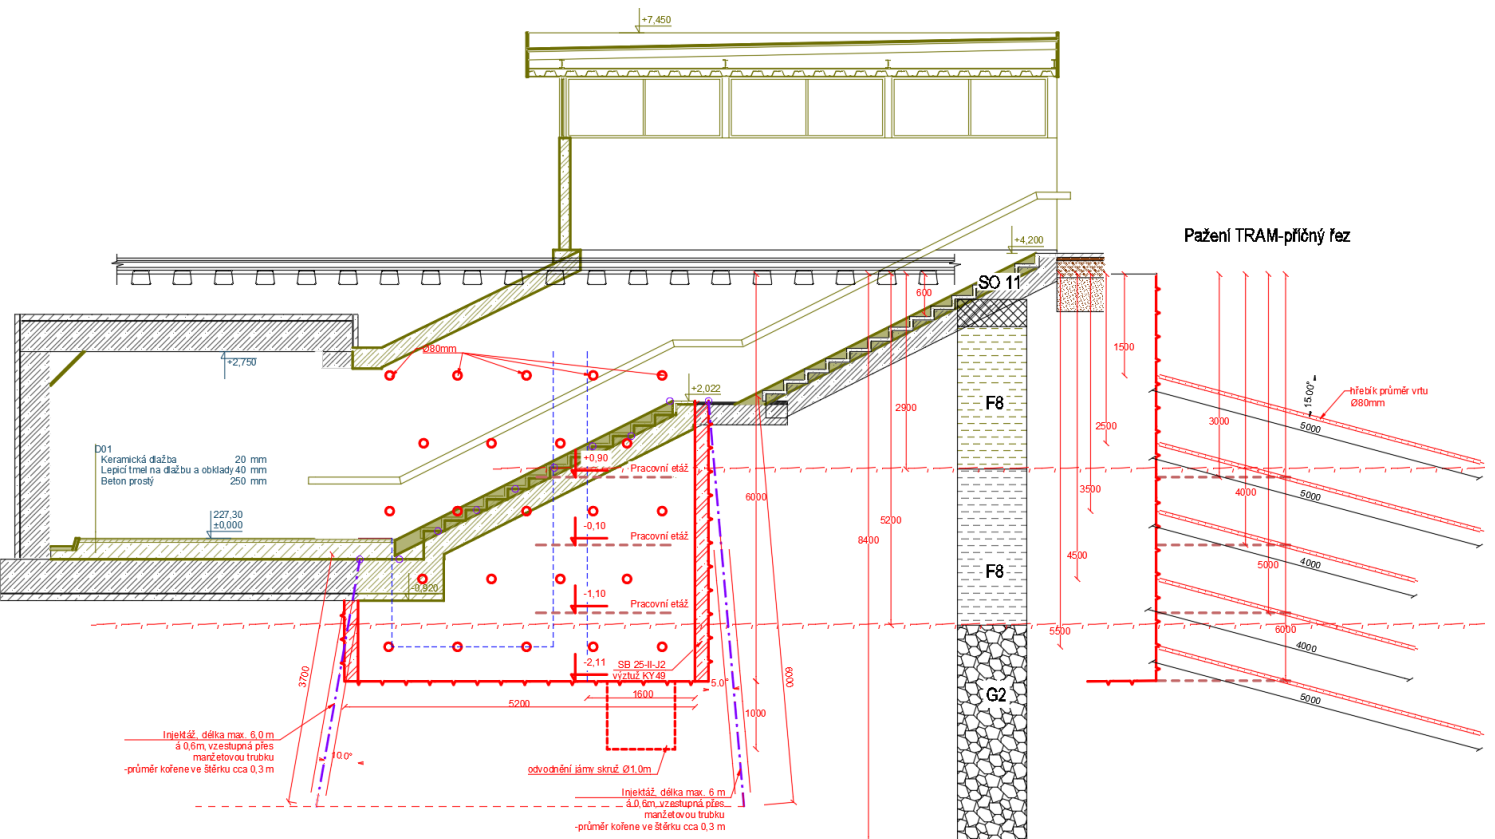 +7,450
Pažení TRAM-příčný řez
+4,200
SO 11
600
+2,750
Ø80mm
1500
+2,022
15.00°
hřebík průměr vrtu
Ø80mm
5000
F8
2900
2500
3000
D01
Keramická dlažba 20 mm
Lepicí tmel na dlažbu a obklady 40 mm
Beton prostý 250 mm
+0,90
Pracovní etáž
6000
3500
4000
5000
227,30
±0,000
-0,10
Pracovní etáž
5200
8400
4500
4000
F8
5000
-0,920
-1,10
Pracovní etáž
5500
6000
4000
3700
SB 25-II-J2
výztuž KY49
-2,11
5.0°
6000
1600
5200
1000
G2
5000
Injektáž, délka max. 6,0 m
á 0,6m, vzestupná přes
manžetovou trubku
-průměr kořene ve štěrku cca 0,3 m
10.0°
odvodnění jámy skruž Ø1,0m
Injektáž, délka max. 6 m
á 0,6m, vzestupná přes
manžetovou trubku
-průměr kořene ve štěrku cca 0,3 m